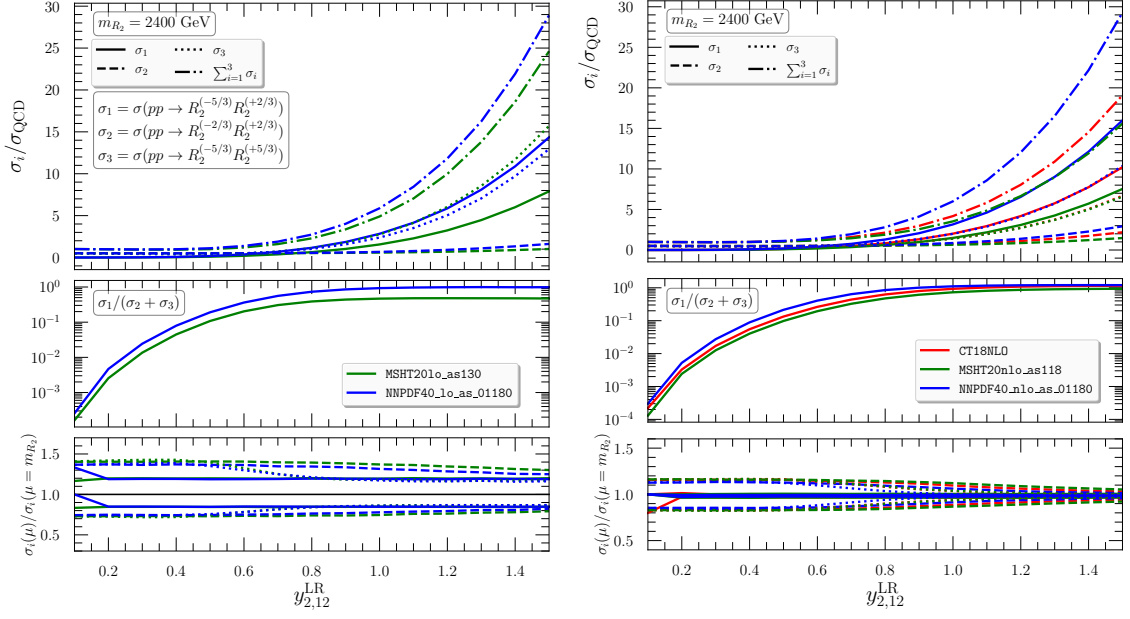 m_{R_2} = 2400 GeV
σ_1
σ_2
σ_3
∑_{i=1}^3 σ_i
σ_1 = σ(pp → R_2^{(−5/3)} R_2^{(+2/3)})
σ_2 = σ(pp → R_2^{(−2/3)} R_2^{(+2/3)})
σ_3 = σ(pp → R_2^{(−5/3)} R_2^{(+5/3)})
σ_i/σ_QCD
30
25
20
15
10
5
0
σ_1/(σ_2 + σ_3)
10^0
10^{−1}
10^{−2}
10^{−3}
MSHT20lo_as130
NNPDF40_lo_as_01180
σ_i(μ)/σ_i(μ = m_{R_2})
1.5
1.0
0.5
0.2 0.4 0.6 0.8 1.0 1.2 1.4
y_{2,12}^{LR}
m_{R_2} = 2400 GeV
σ_1
σ_2
σ_3
∑_{i=1}^3 σ_i
σ_i/σ_QCD
30
25
20
15
10
5
0
σ_1/(σ_2 + σ_3)
10^0
10^{−1}
10^{−2}
10^{−3}
10^{−4}
CT18NLO
MSHT20nlo_as118
NNPDF40_nlo_as_01180
σ_i(μ)/σ_i(μ = m_{R_2})
1.5
1.0
0.5
0.2 0.4 0.6 0.8 1.0 1.2 1.4
y_{2,12}^{LR}